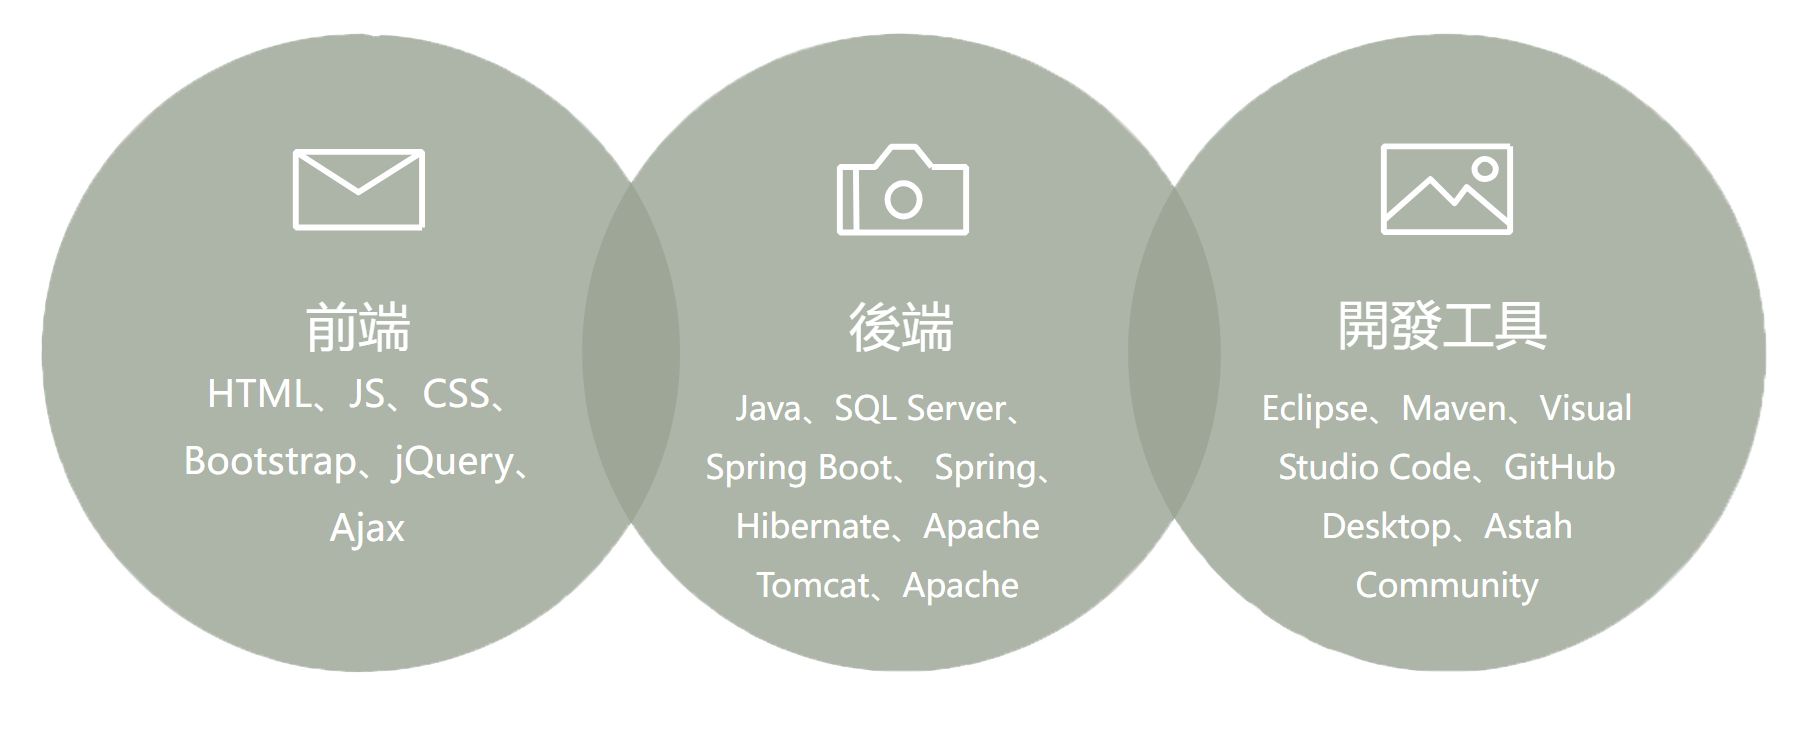 前端
HTML、JS、CSS、
Bootstrap、jQuery、
Ajax
後端
Java、SQL Server、
Spring Boot、 Spring、
Hibernate、Apache
Tomcat、Apache
開發工具
Eclipse、Maven、Visual
Studio Code、GitHub
Desktop、Astah
Community